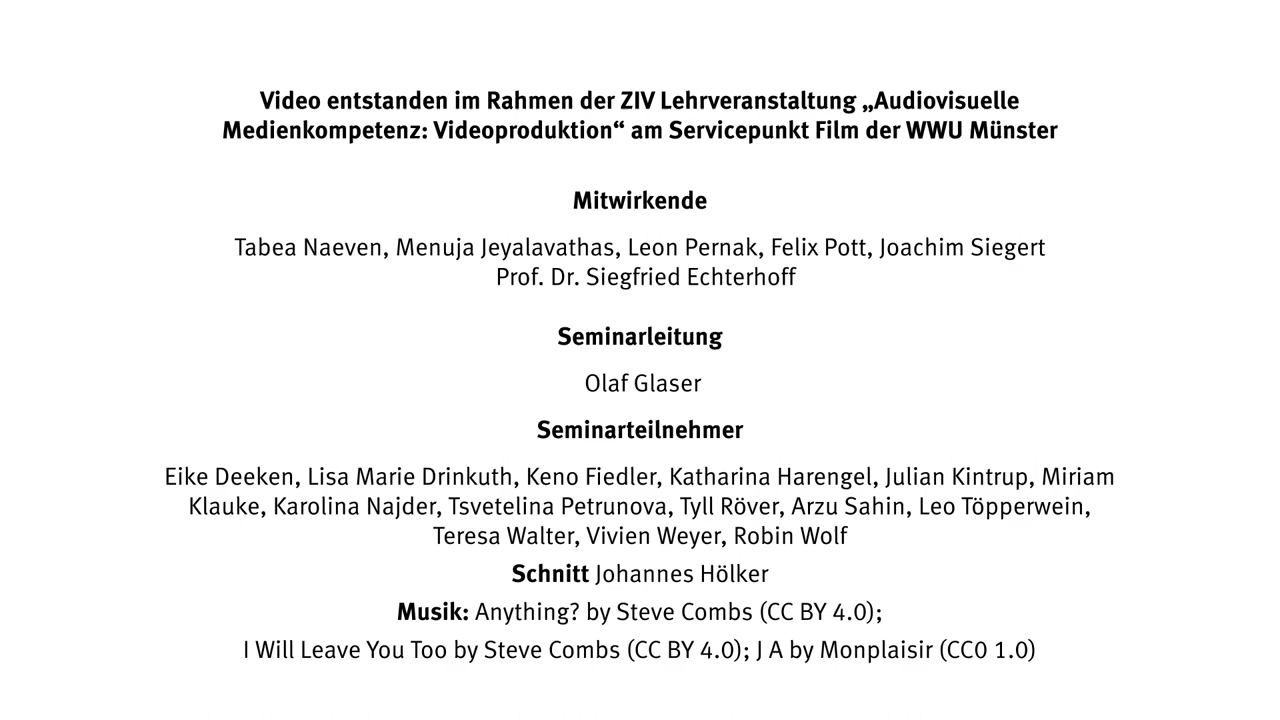 Video entstanden im Rahmen der ZIV Lehrveranstaltung „Audiovisuelle
Medienkompetenz: Videoproduktion“ am Servicepunkt Film der WWU Münster
Mitwirkende
Tabea Naeven, Menuja Jeyalavathas, Leon Pernak, Felix Pott, Joachim Siegert
Prof. Dr. Siegfried Echterhoff
Seminarleitung
Olaf Glaser
Seminarteilnehmer
Eike Deeken, Lisa Marie Drinkuth, Keno Fiedler, Katharina Harengel, Julian Kintrup, Miriam
Klauke, Karolina Najder, Tsvetelina Petrunova, Tyll Röver, Arzu Sahin, Leo Töpperwein,
Teresa Walter, Vivien Weyer, Robin Wolf
Schnitt Johannes Hölker
Musik: Anything? by Steve Combs (CC BY 4.0);
I Will Leave You Too by Steve Combs (CC BY 4.0); J A by Monplaisir (CC0 1.0)